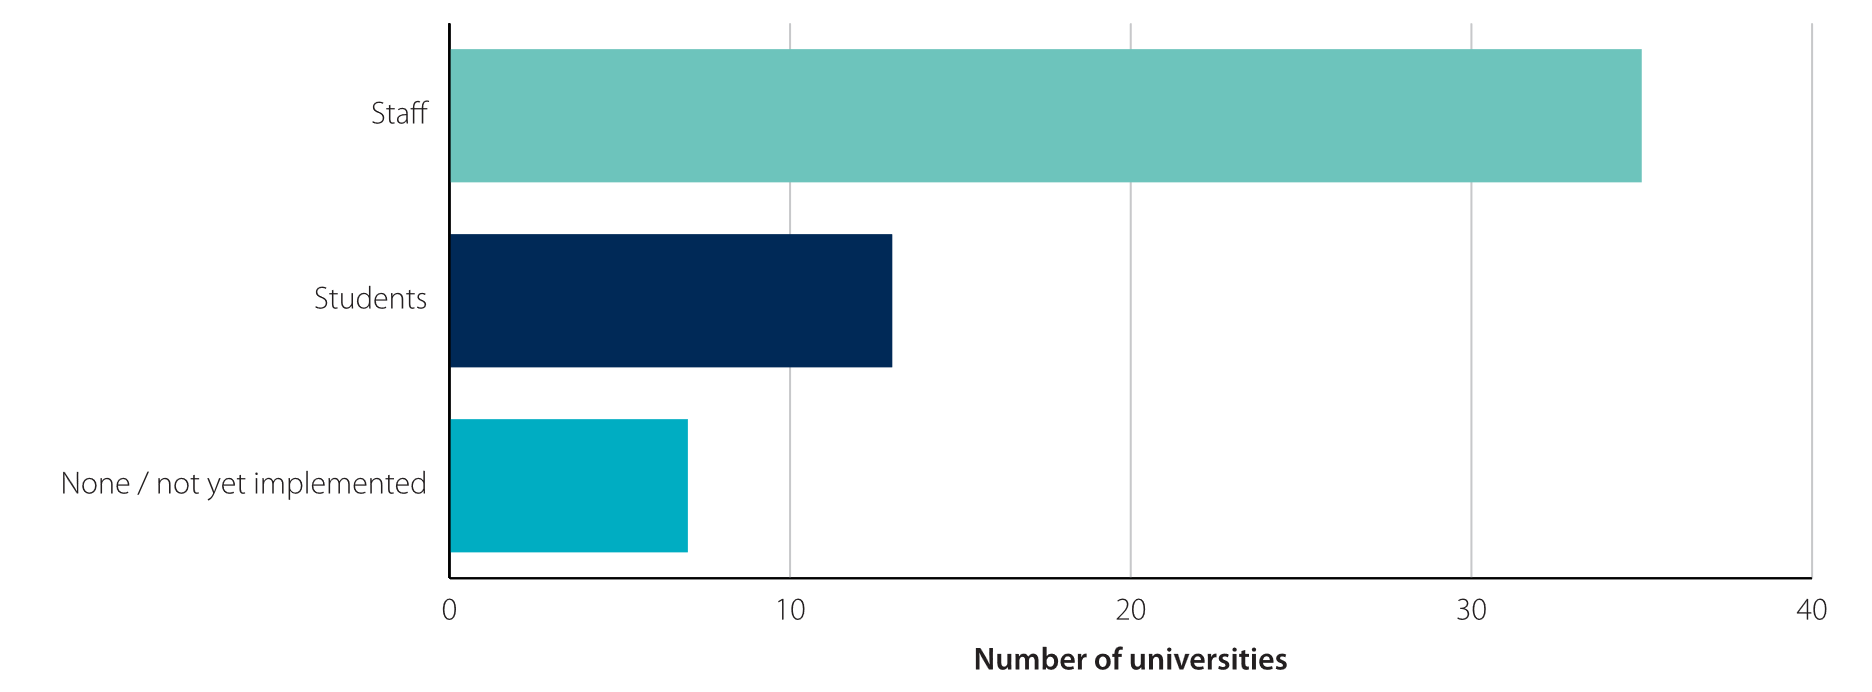 Staff
Students
None / not yet implemented
0 10 20 30 40
Number of universities